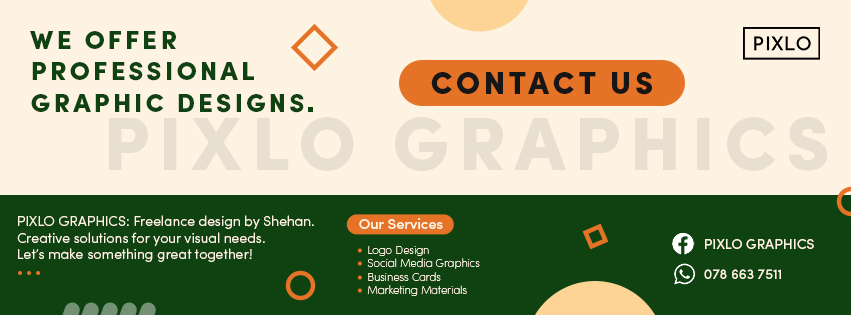 WE OFFER
PROFESSIONAL
GRAPHIC DESIGNS.
CONTACT US
PIXLO
PIXLO GRAPHICS
PIXLO GRAPHICS: Freelance design by Shehan.
Creative solutions for your visual needs.
Let's make something great together!
Our Services
• Logo Design
• Social Media Graphics
• Business Cards
• Marketing Materials
PIXLO GRAPHICS
078 663 7511